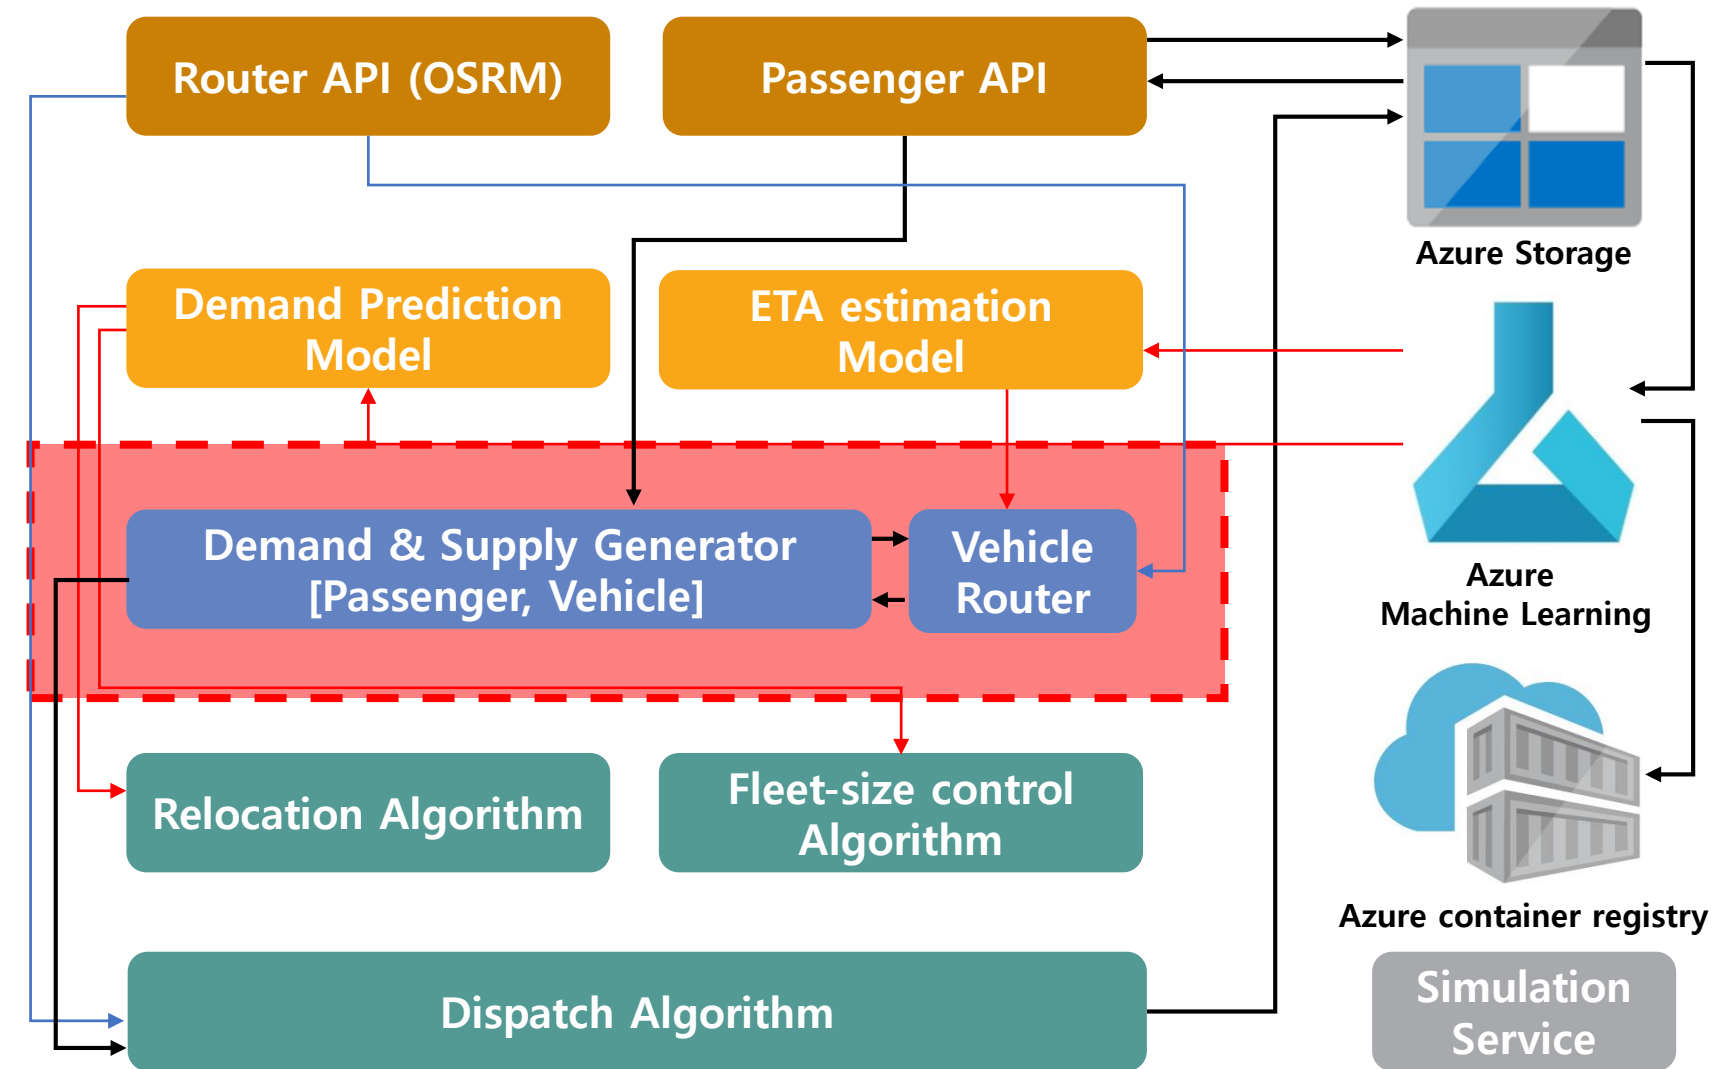 Router API (OSRM)
Passenger API
Azure Storage
Demand Prediction
Model
ETA estimation
Model
Demand & Supply Generator
[Passenger, Vehicle]
Vehicle
Router
Azure
Machine Learning
Relocation Algorithm
Fleet-size control
Algorithm
Azure container registry
Dispatch Algorithm
Simulation
Service